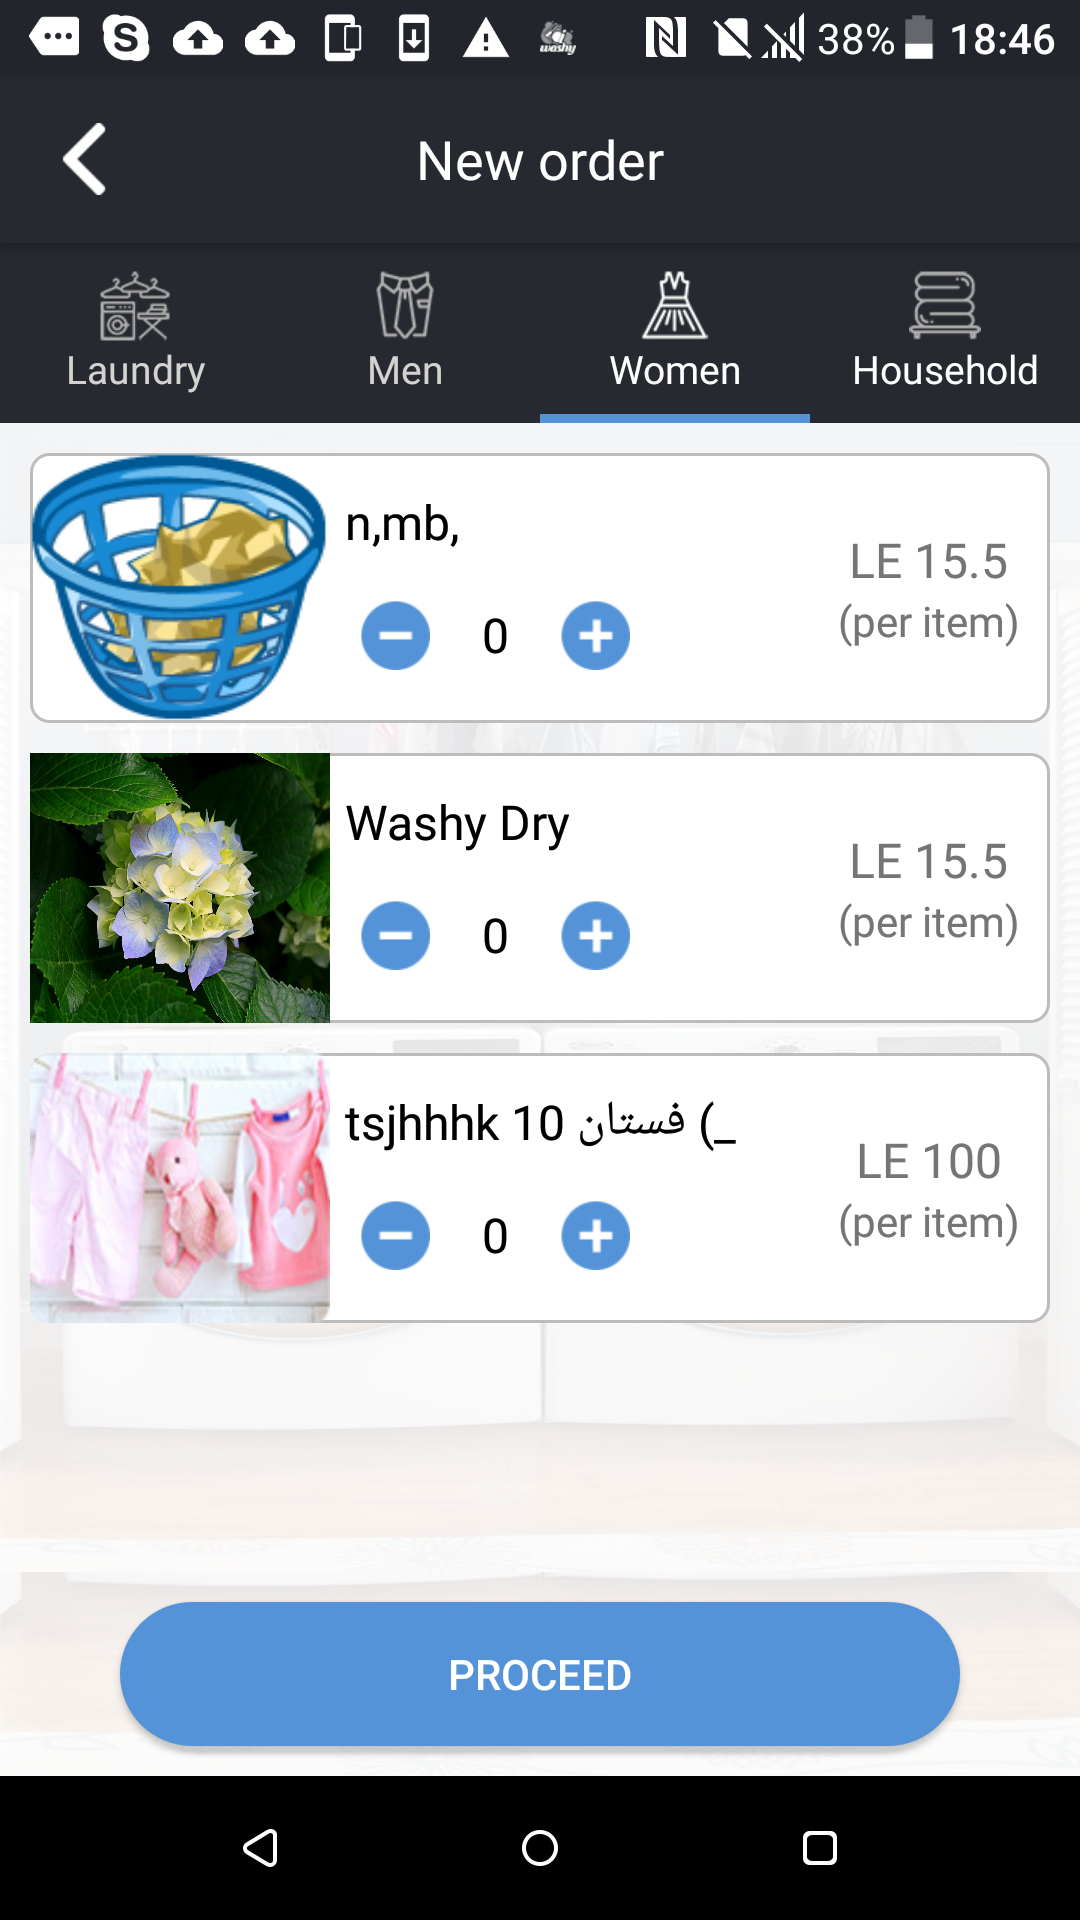 washy
38%
18:46
New order
Laundry
Men
Women
Household
n,mb,
0
LE 15.5
(per item)
Washy Dry
0
LE 15.5
(per item)
tsjhhhk 10 فستان (_
0
LE 100
(per item)
PROCEED